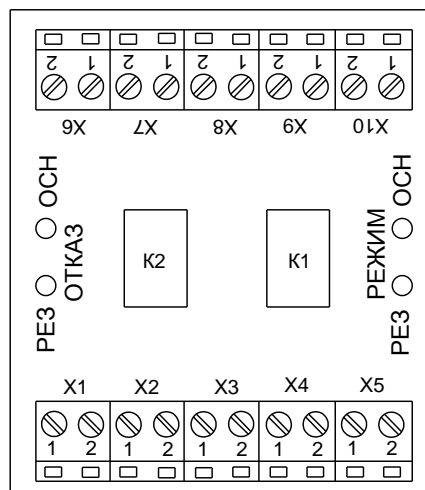 2 1 2 1 2 1 2 1 2 1
X6 X7 X8 X9 X10
ОСН
РЕЗ
ОТКАЗ
К2
К1
РЕЖИМ
ОСН
РЕЗ
X1 X2 X3 X4 X5
1 2 1 2 1 2 1 2 1 2